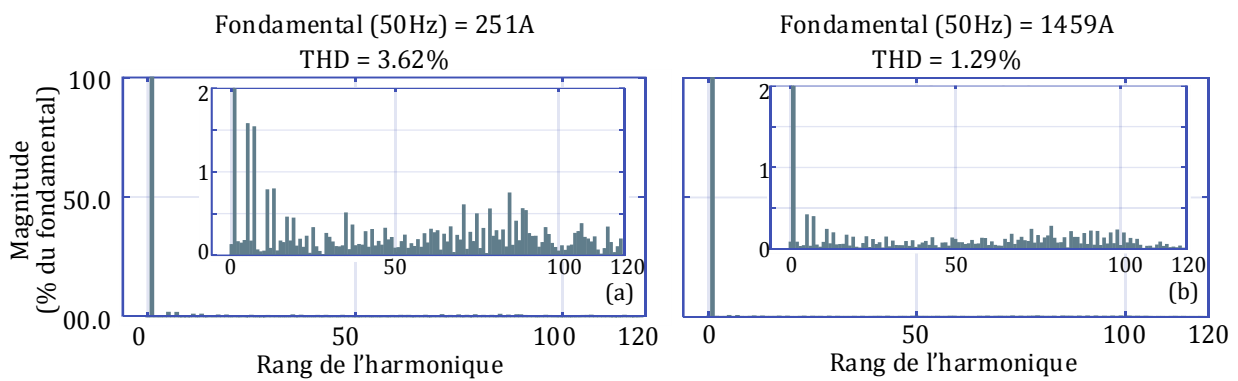 Fondamental (50Hz) = 251A
THD = 3.62%
Magnitude
(% du fondamental)
100
50.0
00.0
2
1
0
0 50 100 120
(a)
0 50 100 120
Rang de l'harmonique
Fondamental (50Hz) = 1459A
THD = 1.29%
2
1
0
0 50 100 120
(b)
0 50 100 120
Rang de l'harmonique